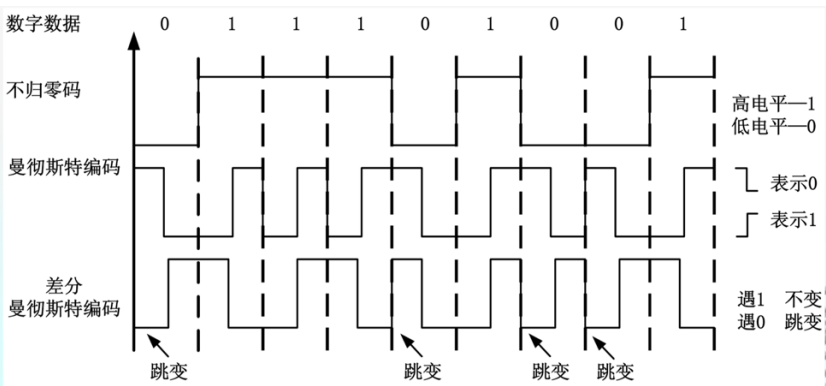 数字数据 0 1 1 1 0 1 0 0 1
不归零码
高电平—1
低电平—0
曼彻斯特编码
表示0
表示1
差分
曼彻斯特编码
遇1 不变
遇0 跳变
跳变 跳变 跳变 跳变